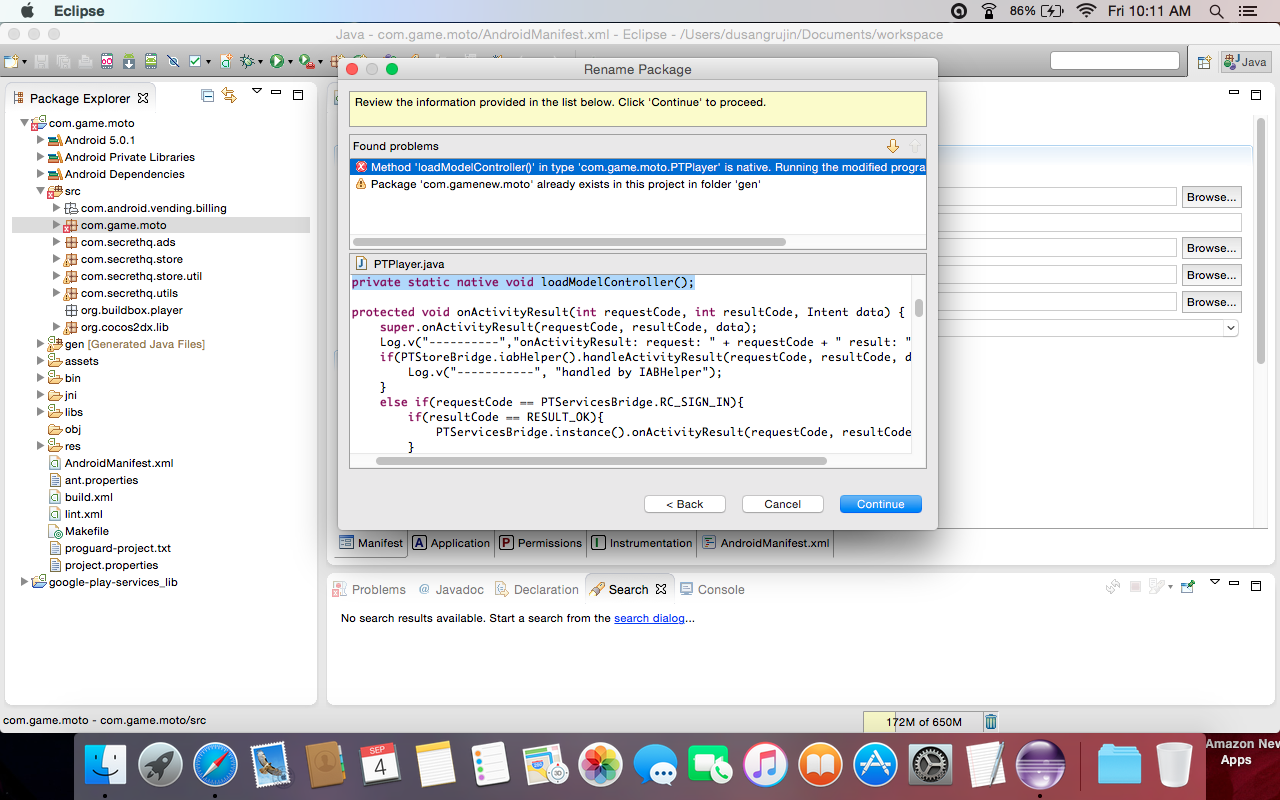 Eclipse
86%
Fri 10:11 AM
Java - com.game.moto/AndroidManifest.xml - Eclipse - /Users/dusangrujin/Documents/workspace
Java
Package Explorer
com.game.moto
Android 5.0.1
Android Private Libraries
Android Dependencies
src
com.android.vending.billing
com.game.moto
com.secrethq.ads
com.secrethq.store
com.secrethq.store.util
com.secrethq.utils
org.buildbox.player
org.cocos2dx.lib
gen [Generated Java Files]
assets
bin
jni
libs
obj
res
AndroidManifest.xml
ant.properties
build.xml
lint.xml
Makefile
proguard-project.txt
project.properties
google-play-services_lib
Rename Package
Review the information provided in the list below. Click 'Continue' to proceed.
Found problems
Method 'loadModelController()' in type 'com.game.moto.PTPlayer' is native. Running the modified progra
Package 'com.gamenew.moto' already exists in this project in folder 'gen'
PTPlayer.java
private static native void loadModelController();
protected void onActivityResult(int requestCode, int resultCode, Intent data) {
super.onActivityResult(requestCode, resultCode, data);
Log.v("----------","onActivityResult: request: " + requestCode + " result: "
if(PTStoreBridge.iabHelper().handleActivityResult(requestCode, resultCode, d
Log.v("-----------", "handled by IABHelper");
}
else if(requestCode == PTServicesBridge.RC_SIGN_IN){
if(resultCode == RESULT_OK){
PTServicesBridge.instance().onActivityResult(requestCode, resultCode
}
< Back
Cancel
Continue
Browse...
Browse...
Browse...
Browse...
Manifest
Application
Permissions
Instrumentation
AndroidManifest.xml
Problems
Javadoc
Declaration
Search
Console
No search results available. Start a search from the search dialog...
com.game.moto - com.game.moto/src
172M of 650M
SEP
4
Amazon New
Apps